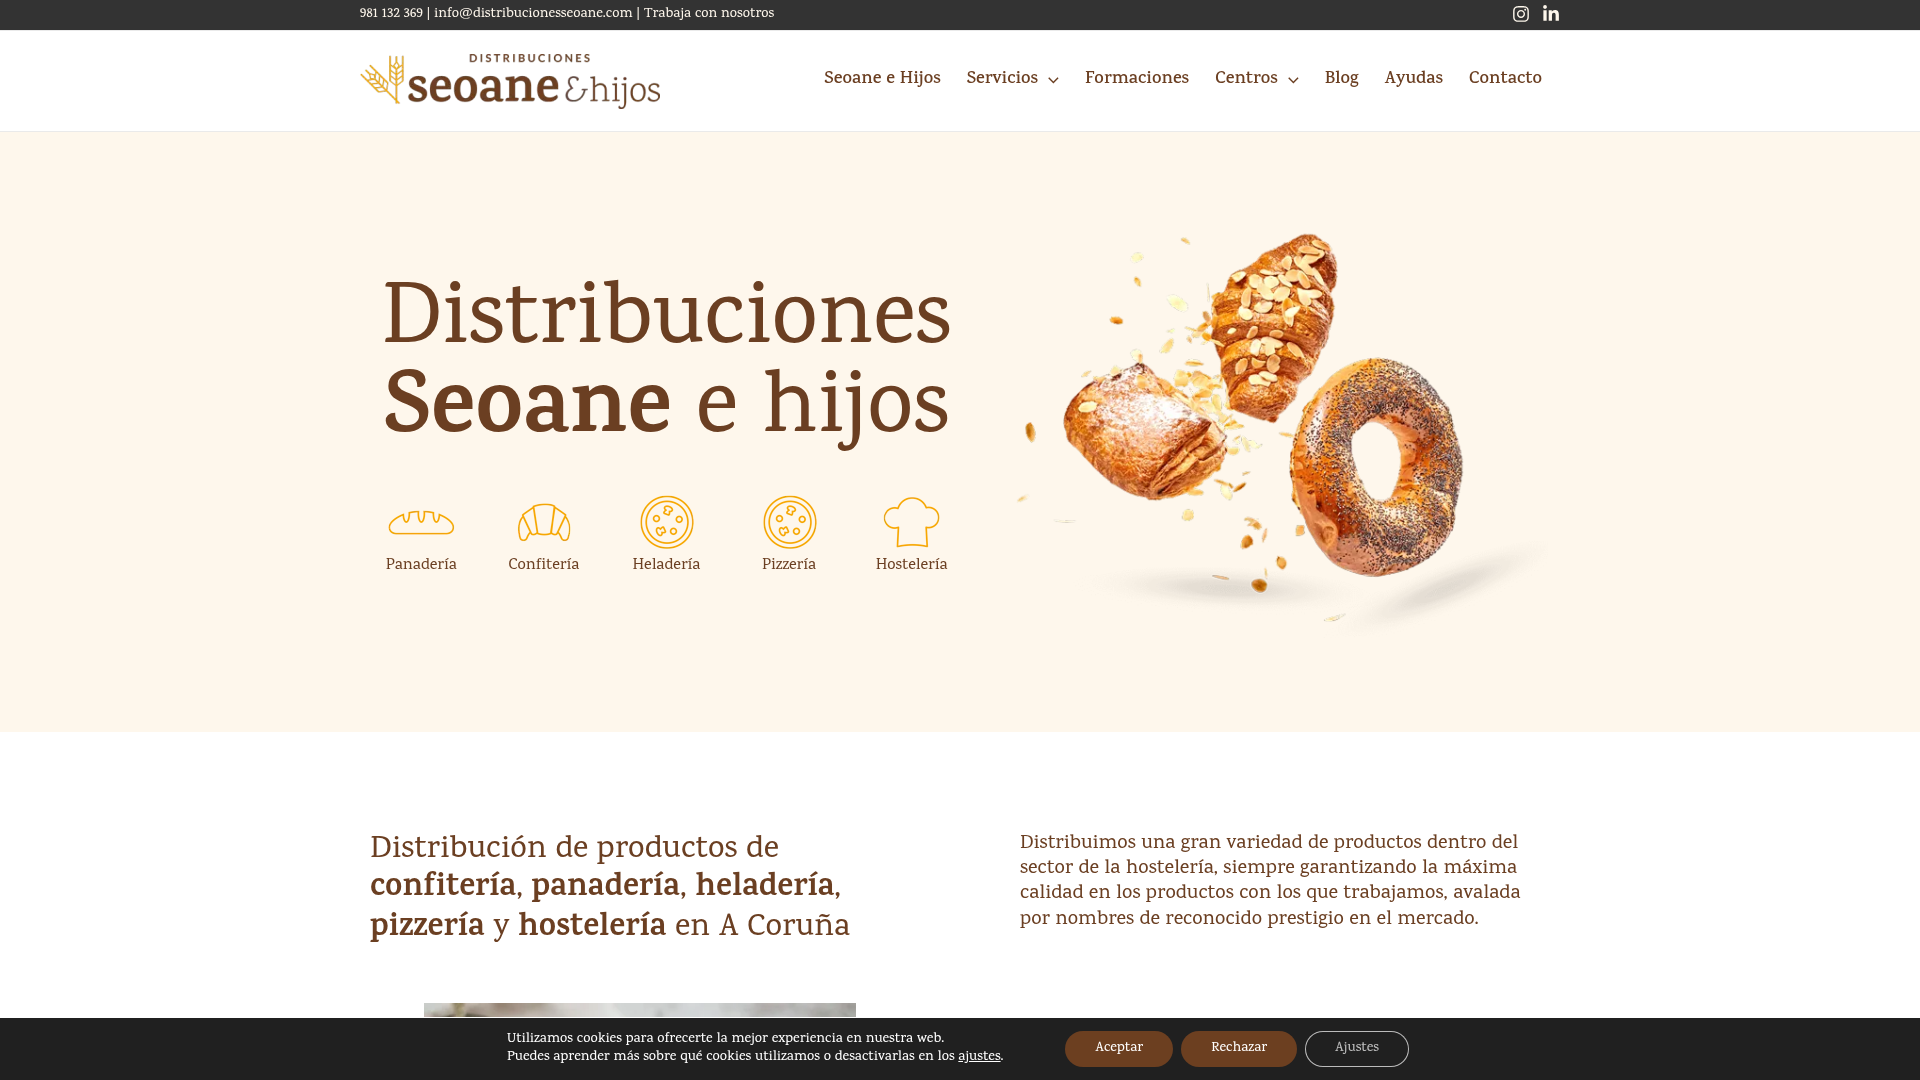 981 132 369 | info@distribucionesseoane.com | Trabaja con nosotros
DISTRIBUCIONES
seoane &hijos
Seoane e Hijos Servicios Formaciones Centros Blog Ayudas Contacto
Distribuciones
Seoane e hijos
Panadería Confitería Heladería Pizzería Hostelería
Distribución de productos de
confitería, panadería, heladería,
pizzería y hostelería en A Coruña
Distribuimos una gran variedad de productos dentro del
sector de la hostelería, siempre garantizando la máxima
calidad en los productos con los que trabajamos, avalada
por nombres de reconocido prestigio en el mercado.
Utilizamos cookies para ofrecerte la mejor experiencia en nuestra web.
Puedes aprender más sobre qué cookies utilizamos o desactivarlas en los ajustes.
Aceptar Rechazar Ajustes